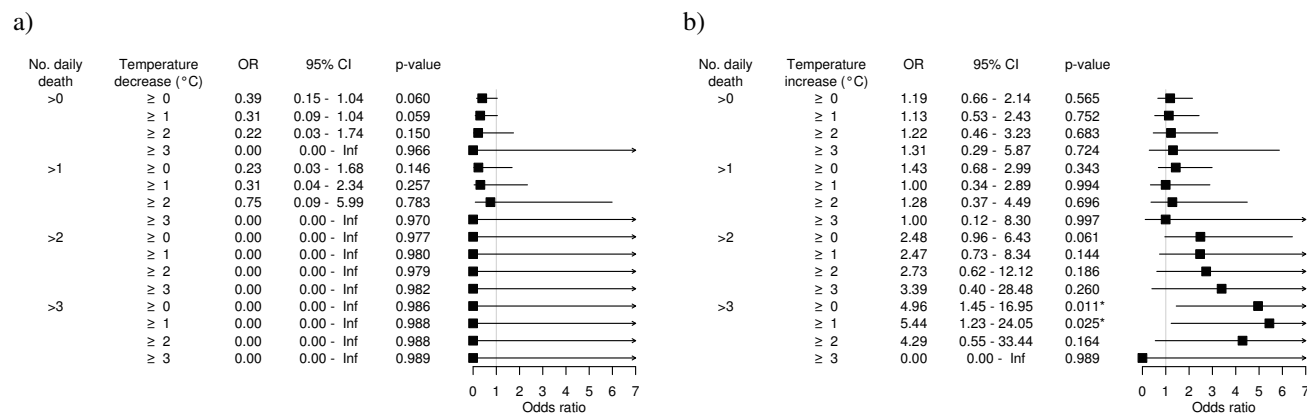 a)
No. daily death Temperature decrease (°C) OR 95% CI p-value
>0 ≥ 0 0.39 0.15 - 1.04 0.060
≥ 1 0.31 0.09 - 1.04 0.059
≥ 2 0.22 0.03 - 1.74 0.150
≥ 3 0.00 0.00 - Inf 0.966
>1 ≥ 0 0.23 0.03 - 1.68 0.146
≥ 1 0.31 0.04 - 2.34 0.257
≥ 2 0.75 0.09 - 5.99 0.783
≥ 3 0.00 0.00 - Inf 0.970
>2 ≥ 0 0.00 0.00 - Inf 0.977
≥ 1 0.00 0.00 - Inf 0.980
≥ 2 0.00 0.00 - Inf 0.979
≥ 3 0.00 0.00 - Inf 0.982
>3 ≥ 0 0.00 0.00 - Inf 0.986
≥ 1 0.00 0.00 - Inf 0.988
≥ 2 0.00 0.00 - Inf 0.988
≥ 3 0.00 0.00 - Inf 0.989
0 1 2 3 4 5 6 7
Odds ratio
b)
No. daily death Temperature increase (°C) OR 95% CI p-value
>0 ≥ 0 1.19 0.66 - 2.14 0.565
≥ 1 1.13 0.53 - 2.43 0.752
≥ 2 1.22 0.46 - 3.23 0.683
≥ 3 1.31 0.29 - 5.87 0.724
>1 ≥ 0 1.43 0.68 - 2.99 0.343
≥ 1 1.00 0.34 - 2.89 0.994
≥ 2 1.28 0.37 - 4.49 0.696
≥ 3 1.00 0.12 - 8.30 0.997
>2 ≥ 0 2.48 0.96 - 6.43 0.061
≥ 1 2.47 0.73 - 8.34 0.144
≥ 2 2.73 0.62 - 12.12 0.186
≥ 3 3.39 0.40 - 28.48 0.260
>3 ≥ 0 4.96 1.45 - 16.95 0.011*
≥ 1 5.44 1.23 - 24.05 0.025*
≥ 2 4.29 0.55 - 33.44 0.164
≥ 3 0.00 0.00 - Inf 0.989
0 1 2 3 4 5 6 7
Odds ratio